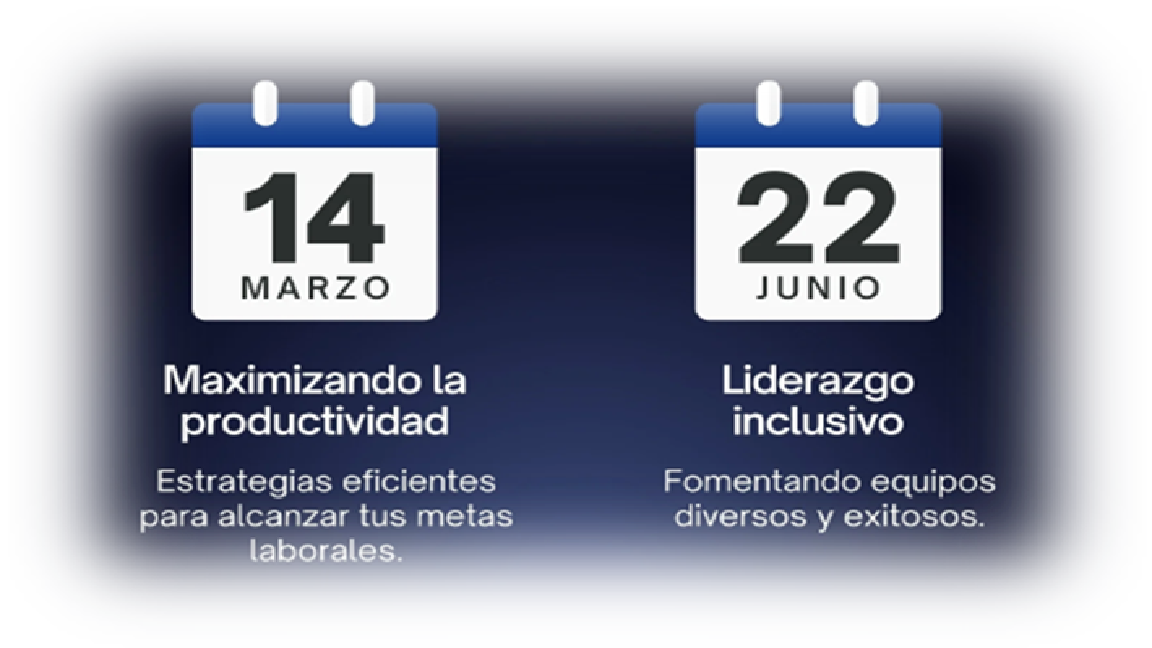 14
MARZO
Maximizando la
productividad
Estrategias eficientes
para alcanzar tus metas
laborales.
22
JUNIO
Liderazgo
inclusivo
Fomentando equipos
diversos y exitosos.